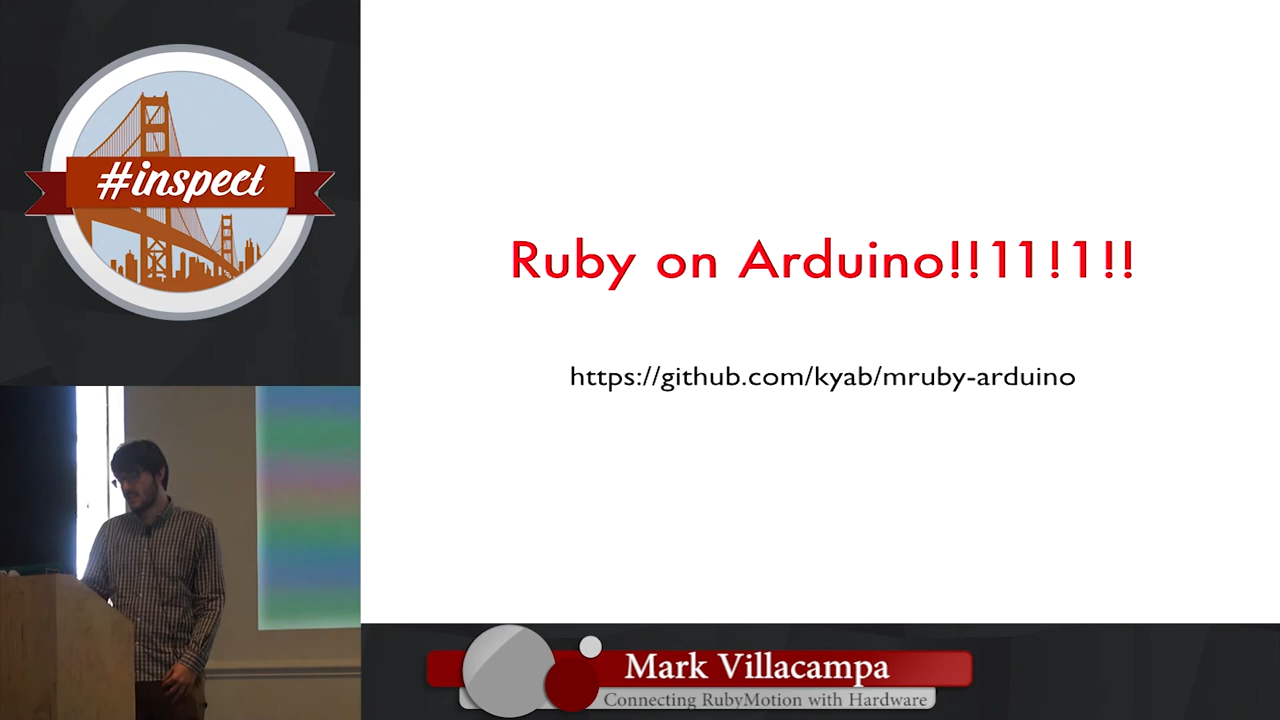 #inspect
Ruby on Arduino!!11!1!!
https://github.com/kyab/mruby-arduino
Mark Villacampa
Connecting RubyMotion with Hardware